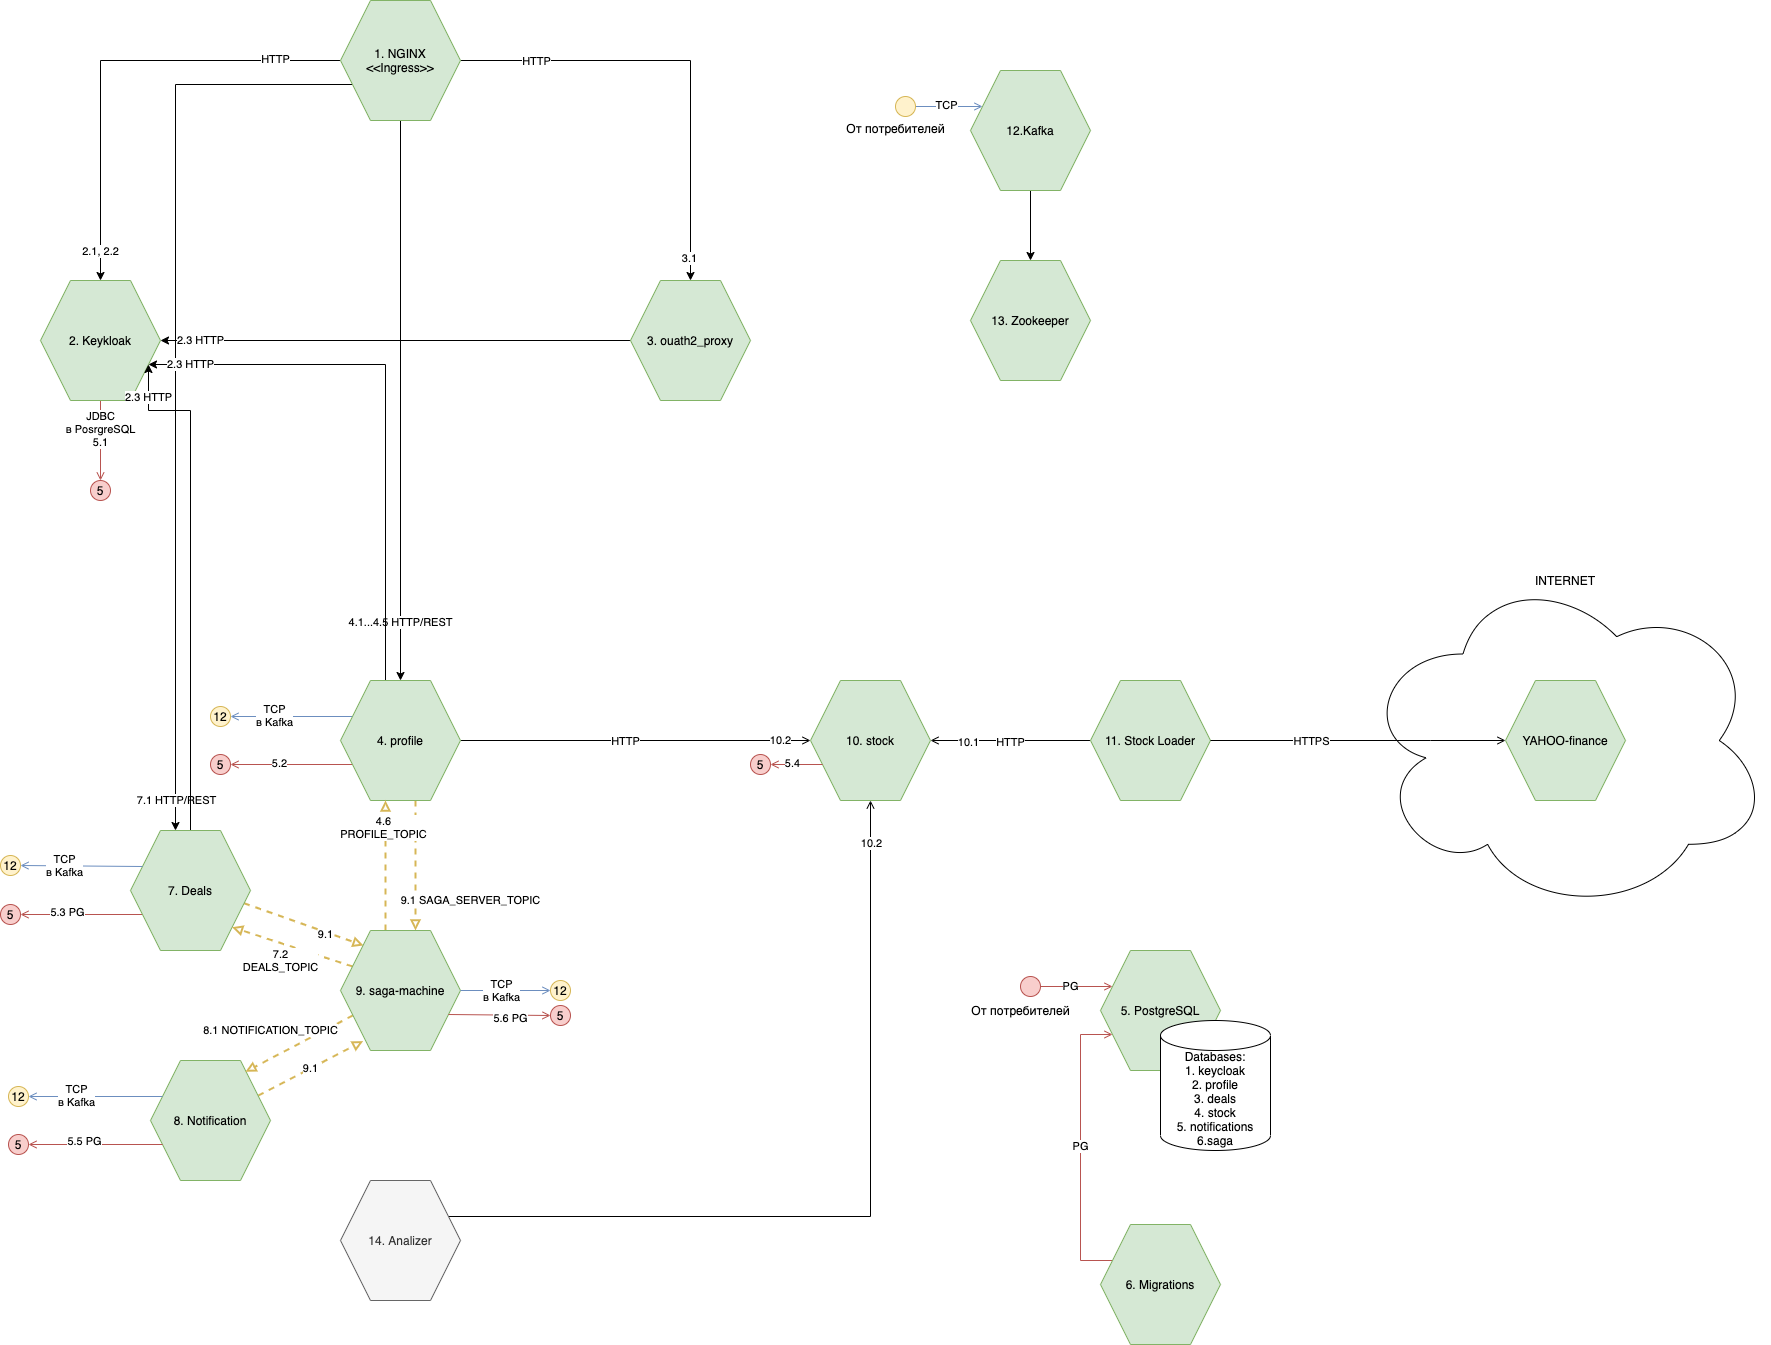 1. NGINX
<<Ingress>>
HTTP
HTTP
TCP
От потребителей
12.Kafka
2.1, 2.2
3.1
13. Zookeeper
2. Keykloak
2.3 HTTP
3. ouath2_proxy
2.3 HTTP
2.3 HTTP
JDBC
в PosrgreSQL
5.1
5
INTERNET
4.1...4.5 HTTP/REST
12
TCP
в Kafka
4. profile
HTTP
10.2
10. stock
10.1
HTTP
11. Stock Loader
HTTPS
YAHOO-finance
5
5.2
5
5.4
7.1 HTTP/REST
4.6
PROFILE_TOPIC
10.2
12
TCP
в Kafka
7. Deals
9.1 SAGA_SERVER_TOPIC
5
5.3 PG
9.1
7.2
DEALS_TOPIC
9. saga-machine
TCP
в Kafka
12
5.6 PG
5
PG
От потребителей
5. PostgreSQL
8.1 NOTIFICATION_TOPIC
9.1
Databases:
1. keycloak
2. profile
3. deals
4. stock
5. notifications
6.saga
12
TCP
в Kafka
8. Notification
5
5.5 PG
PG
14. Analizer
6. Migrations